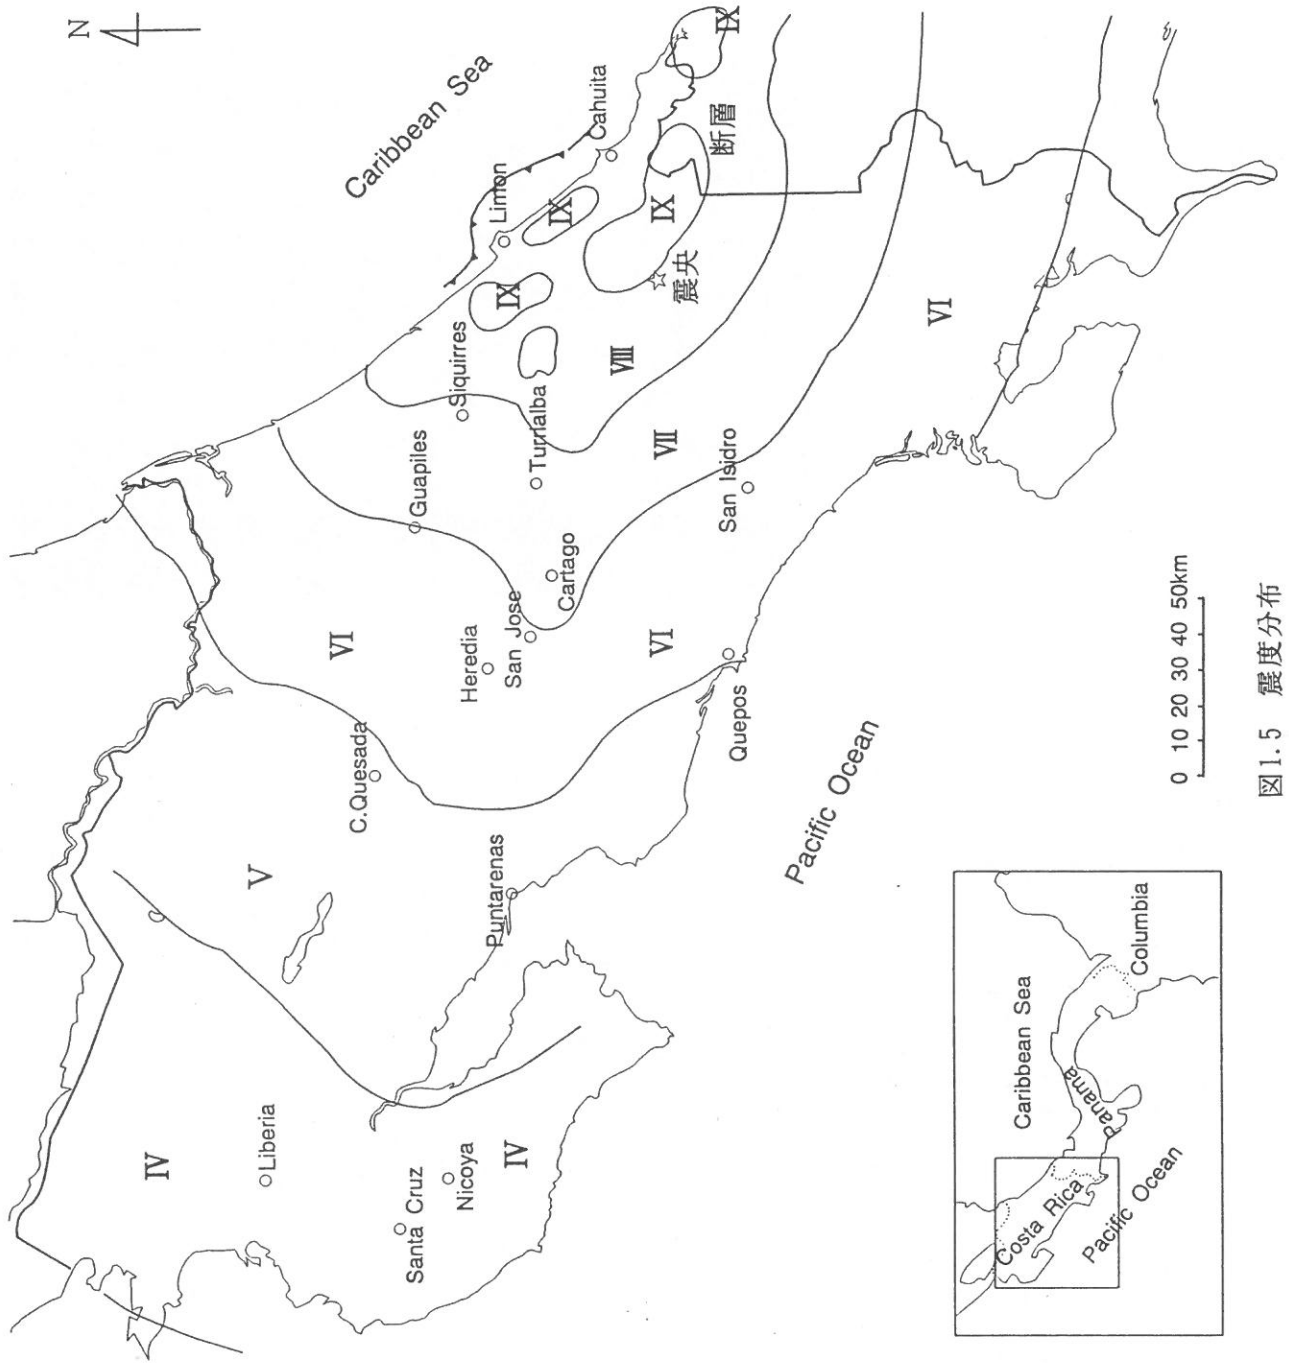 N
Caribbean Sea
IX
Cahuita
断層
Limon
IX
IX
IX
震央
Siquirres
VIII
Turrialba
Guapiles
VII
San Isidro
VI
Cartago
San Jose
Heredia
VI
VI
Quepos
C.Quesada
V
Puntarenas
Pacific Ocean
IV
Liberia
Santa Cruz
Nicoya
IV
0 10 20 30 40 50km
Caribbean Sea
Columbia
Panama
Costa Rica
Pacific Ocean
図1.5 震度分布